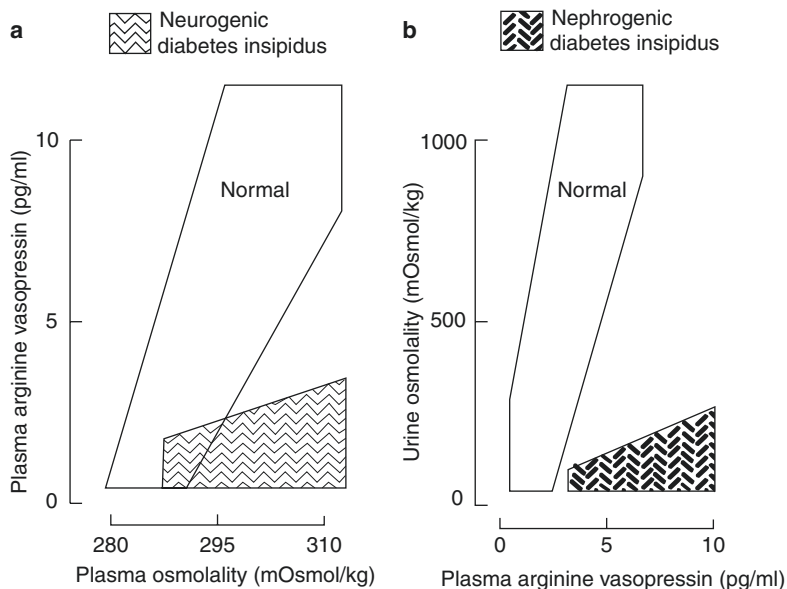 a
Neurogenic
diabetes insipidus
Plasma arginine vasopressin (pg/ml)
10
5
0
Normal
280
295
310
Plasma osmolality (mOsmol/kg)
b
Nephrogenic
diabetes insipidus
Urine osmolality (mOsmol/kg)
1000
500
0
Normal
0
5
10
Plasma arginine vasopressin (pg/ml)